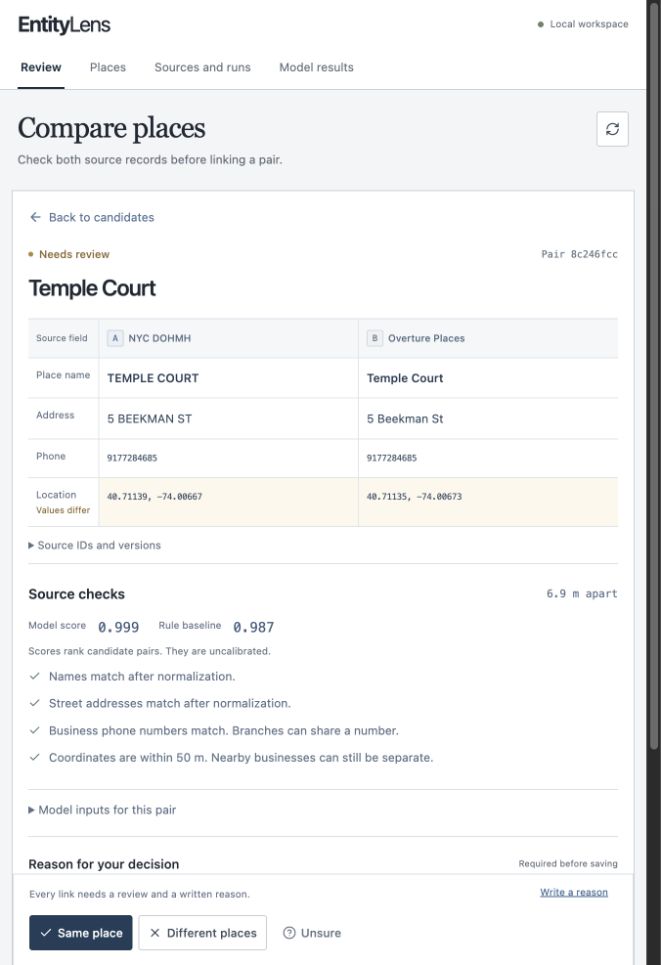 EntityLens
Local workspace
Review Places Sources and runs Model results
Compare places
Check both source records before linking a pair.
← Back to candidates
Needs review
Pair 8c246fcc
Temple Court
Source field A NYC DOHMH B Overture Places
Place name TEMPLE COURT Temple Court
Address 5 BEEKMAN ST 5 Beekman St
Phone 9177284685 9177284685
Location 40.71139, −74.00667 40.71135, −74.00673
Values differ
Source IDs and versions
Source checks 6.9 m apart
Model score 0.999 Rule baseline 0.987
Scores rank candidate pairs. They are uncalibrated.
Names match after normalization.
Street addresses match after normalization.
Business phone numbers match. Branches can share a number.
Coordinates are within 50 m. Nearby businesses can still be separate.
Model inputs for this pair
Reason for your decision Required before saving
Every link needs a review and a written reason. Write a reason
Same place Different places Unsure